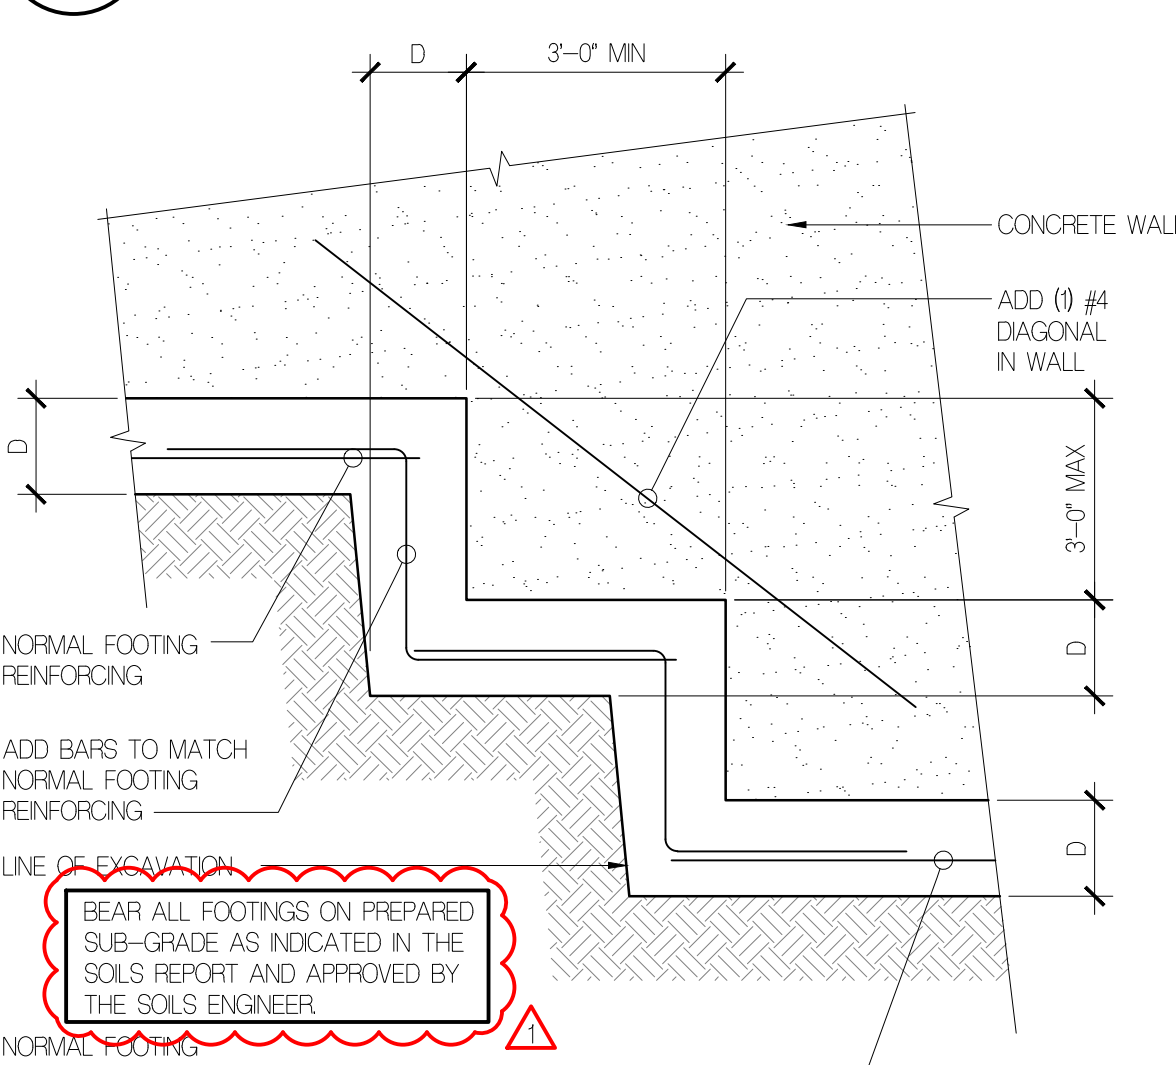 D
3'-0" MIN
CONCRETE WALL
ADD (1) #4
DIAGONAL
IN WALL
D
3'-0" MAX
NORMAL FOOTING
REINFORCING
D
ADD BARS TO MATCH
NORMAL FOOTING
REINFORCING
D
LINE OF EXCAVATION
BEAR ALL FOOTINGS ON PREPARED
SUB-GRADE AS INDICATED IN THE
SOILS REPORT AND APPROVED BY
THE SOILS ENGINEER.
1
NORMAL FOOTING